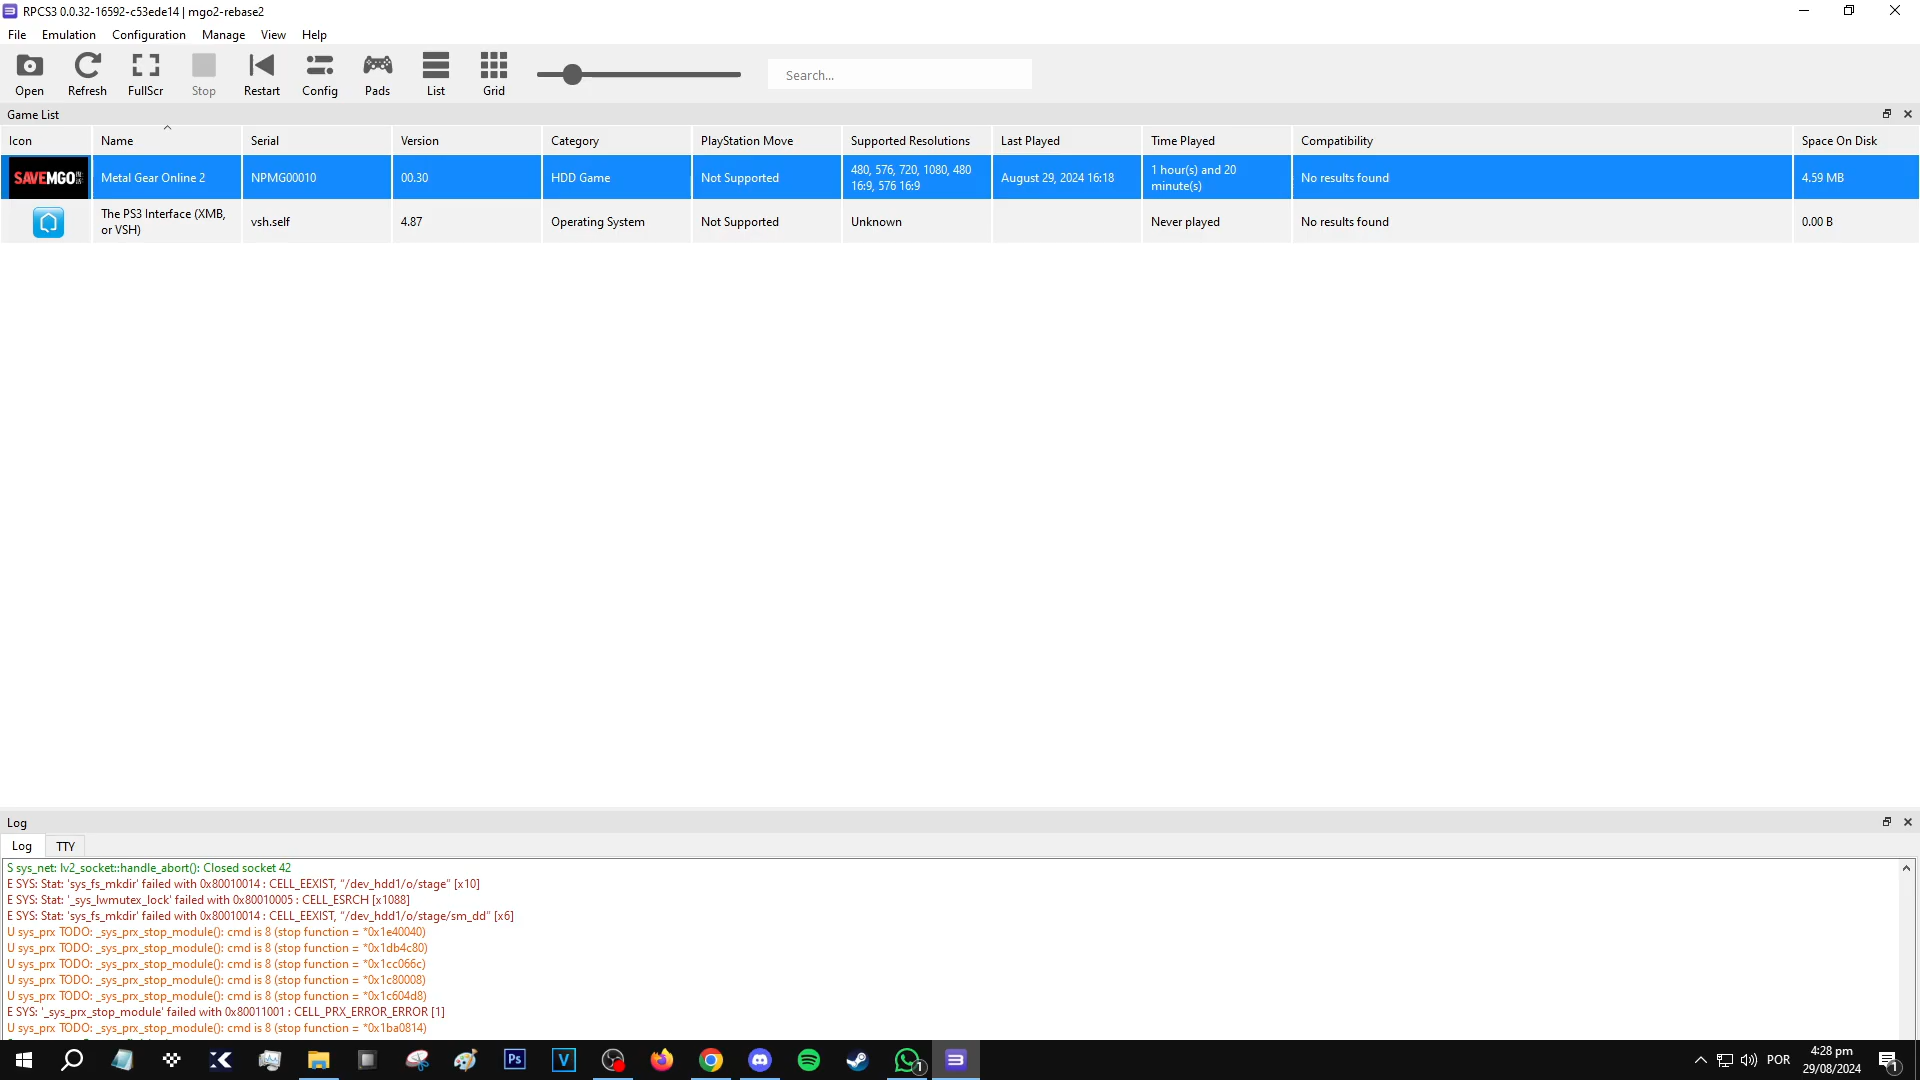 RPCS3 0.0.32-16592-c53ede14 | mgo2-rebase2
File Emulation Configuration Manage View Help
Open Refresh FullScr Stop Restart Config Pads List Grid Search...
Game List
Icon Name Serial Version Category PlayStation Move Supported Resolutions Last Played Time Played Compatibility Space On Disk
SAVEMGO Metal Gear Online 2 NPMG00010 00.30 HDD Game Not Supported 480, 576, 720, 1080, 480 August 29, 2024 16:18 1 hour(s) and 20 No results found 4.59 MB
16:9, 576 16:9 minute(s)
The PS3 Interface (XMB, vsh.self 4.87 Operating System Not Supported Unknown Never played No results found 0.00 B
or VSH)
Log
Log TTY
S sys_net: lv2_socket::handle_abort(): Closed socket 42
E SYS: Stat: 'sys_fs_mkdir' failed with 0x80010014 : CELL_EEXIST, “/dev_hdd1/o/stage” [x10]
E SYS: Stat: '_sys_lwmutex_lock' failed with 0x80010005 : CELL_ESRCH [x1088]
E SYS: Stat: 'sys_fs_mkdir' failed with 0x80010014 : CELL_EEXIST, “/dev_hdd1/o/stage/sm_dd” [x6]
U sys_prx TODO: _sys_prx_stop_module(): cmd is 8 (stop function = *0x1e40040)
U sys_prx TODO: _sys_prx_stop_module(): cmd is 8 (stop function = *0x1db4c80)
U sys_prx TODO: _sys_prx_stop_module(): cmd is 8 (stop function = *0x1cc066c)
U sys_prx TODO: _sys_prx_stop_module(): cmd is 8 (stop function = *0x1c80008)
U sys_prx TODO: _sys_prx_stop_module(): cmd is 8 (stop function = *0x1c604d8)
E SYS: '_sys_prx_stop_module' failed with 0x80011001 : CELL_PRX_ERROR_ERROR [1]
U sys_prx TODO: _sys_prx_stop_module(): cmd is 8 (stop function = *0x1ba0814)
Ps V 1 POR 4:28 pm 1
29/08/2024